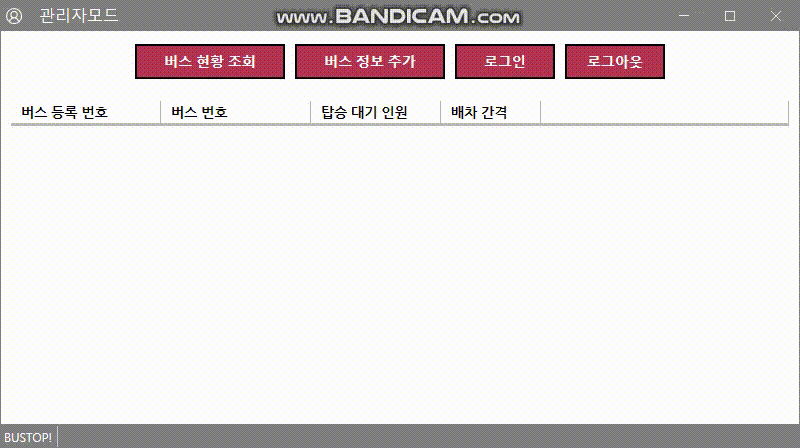 관리자모드
www.BANDICAM.com
버스 현황 조회 버스 정보 추가 로그인 로그아웃
버스 등록 번호 버스 번호 탑승 대기 인원 배차 간격
BUSTOP!